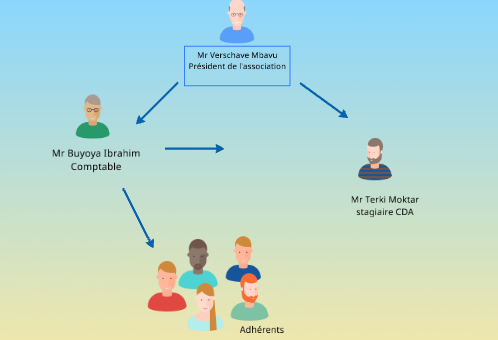 Mr Verschave Mbavu
Président de l'association
Mr Buyoya Ibrahim
Comptable
Mr Terki Moktar
stagiaire CDA
Adhérents